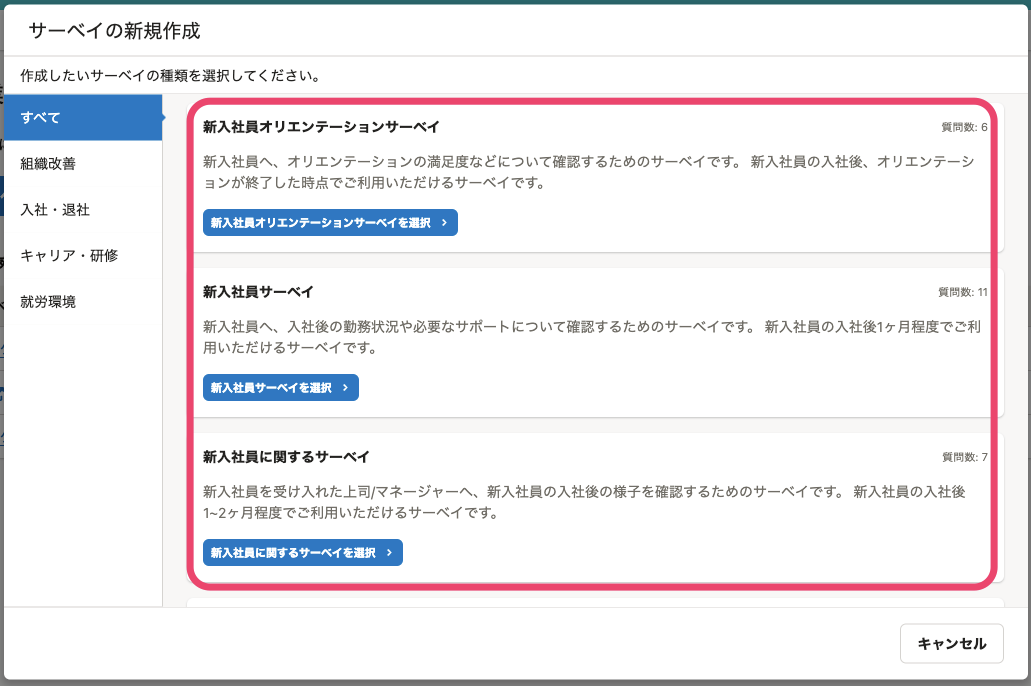 サーベイの新規作成
作成したいサーベイの種類を選択してください。
すべて
組織改善
入社・退社
キャリア・研修
就労環境
新入社員オリエンテーションサーベイ
質問数: 6
新入社員へ、オリエンテーションの満足度などについて確認するためのサーベイです。 新入社員の入社後、オリエンテーシ
ョンが終了した時点でご利用いただけるサーベイです。
新入社員オリエンテーションサーベイを選択
新入社員サーベイ
質問数: 11
新入社員へ、入社後の勤務状況や必要なサポートについて確認するためのサーベイです。 新入社員の入社後1ヶ月程度でご利
用いただけるサーベイです。
新入社員サーベイを選択
新入社員に関するサーベイ
質問数: 7
新入社員を受け入れた上司/マネージャーへ、新入社員の入社後の様子を確認するためのサーベイです。 新入社員の入社後
1~2ヶ月程度でご利用いただけるサーベイです。
新入社員に関するサーベイを選択
キャンセル